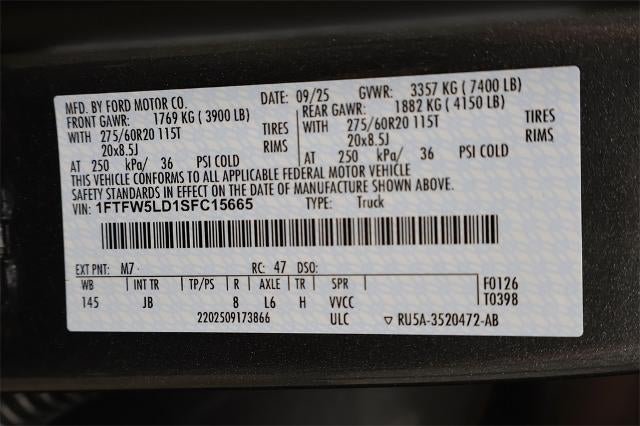 MFD. BY FORD MOTOR CO. DATE: 09/25 GVWR: 3357 KG ( 7400 LB)
FRONT GAWR: 1769 KG ( 3900 LB) REAR GAWR: 1882 KG ( 4150 LB)
WITH 275/60R20 115T TIRES WITH 275/60R20 115T TIRES
20x8.5J RIMS 20x8.5J RIMS
AT 250 kPa/ 36 PSI COLD AT 250 kPa/ 36 PSI COLD
THIS VEHICLE CONFORMS TO ALL APPLICABLE FEDERAL MOTOR VEHICLE
SAFETY STANDARDS IN EFFECT ON THE DATE OF MANUFACTURE SHOWN ABOVE.
VIN: 1FTFW5LD1SFC15665 TYPE: Truck
EXT PNT: M7 RC: 47 DSO:
WB INT TR TP/PS R AXLE TR SPR F0126
145 JB 8 L6 H VVCC T0398
2202509173866 ULC ▽ RU5A-3520472-AB